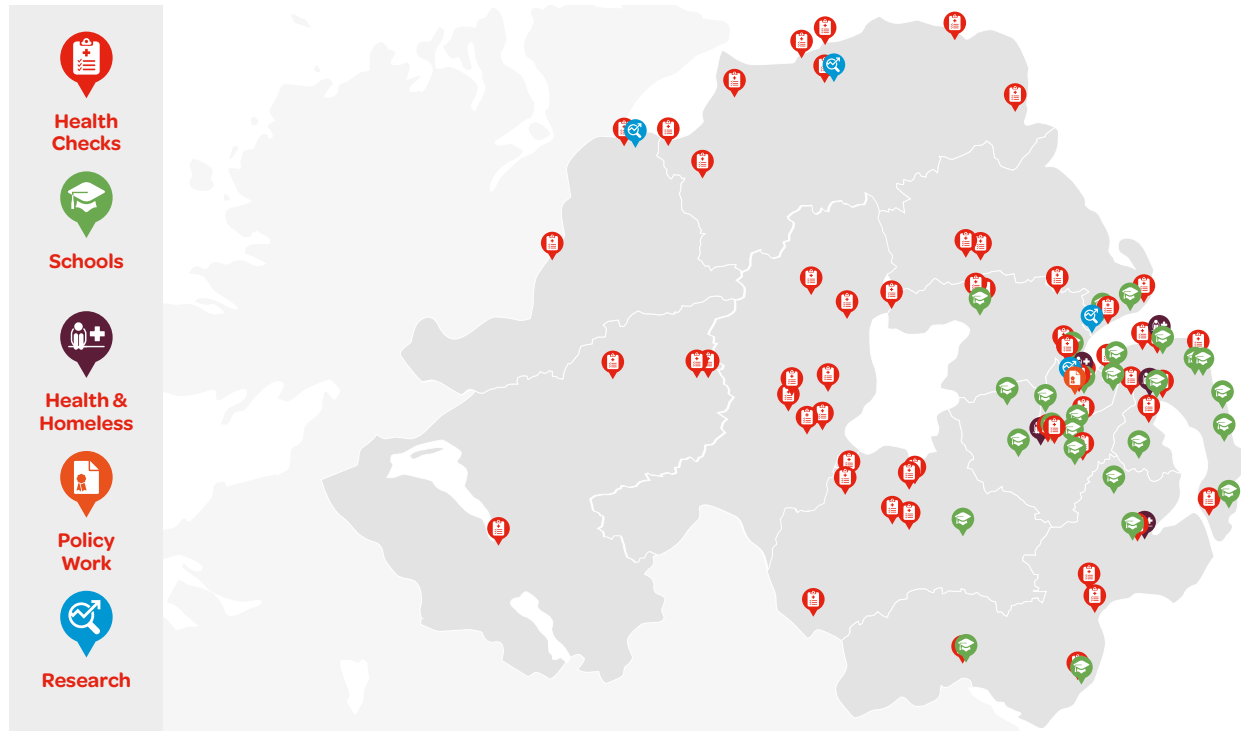 Health
Checks
Schools
Health &
Homeless
Policy
Work
Research